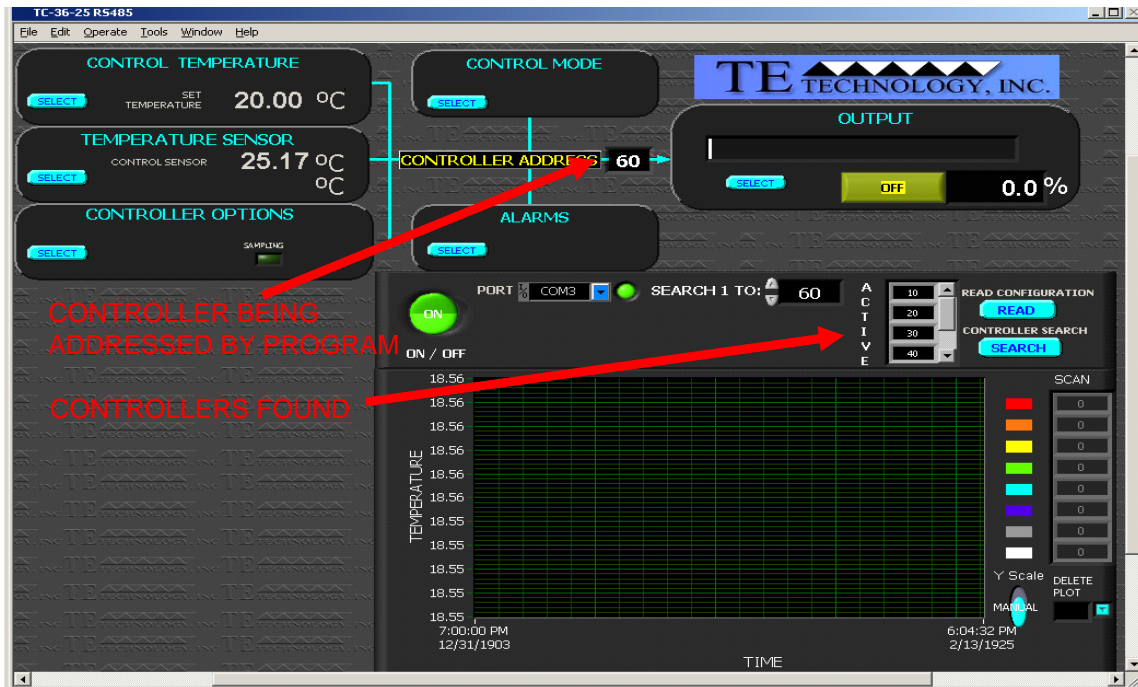 TC-36-25 RS485
File Edit Operate Tools Window Help
CONTROL TEMPERATURE
SELECT
SET
TEMPERATURE
20.00 °C
TEMPERATURE SENSOR
CONTROL SENSOR
25.17 °C
°C
SELECT
CONTROLLER OPTIONS
SAMPLING
SELECT
CONTROL MODE
SELECT
CONTROLLER ADDRESS 60
ALARMS
SELECT
TE TECHNOLOGY, INC.
OUTPUT
SELECT
OFF
0.0 %
CONTROLLER BEING
ADDRESSED BY PROGRAM
CONTROLLERS FOUND
ON
ON / OFF
PORT COM3
SEARCH 1 TO: 60
ACTIVE
10
20
30
40
READ CONFIGURATION
READ
CONTROLLER SEARCH
SEARCH
TEMPERATURE
18.56
18.56
18.56
18.56
18.56
18.56
18.55
18.55
18.55
18.55
18.55
7:00:00 PM
12/31/1903
6:04:32 PM
2/13/1925
TIME
SCAN
0
0
0
0
0
0
0
0
Y Scale
MANUAL
DELETE
PLOT